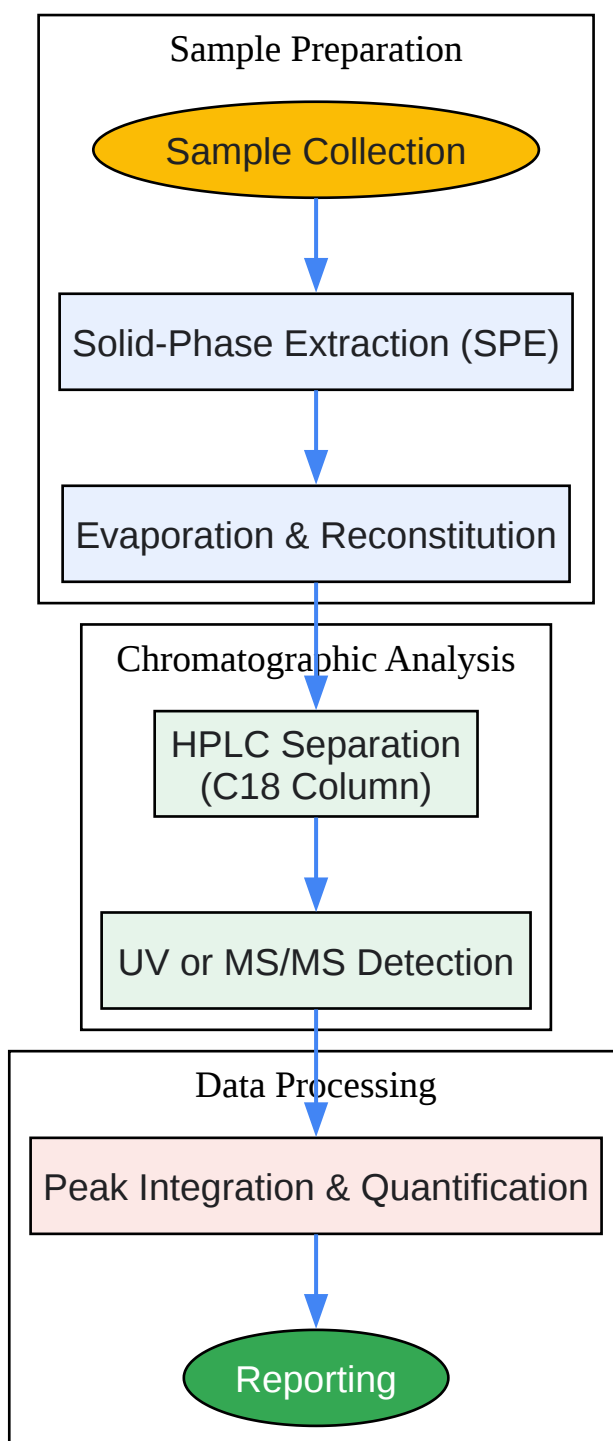 Sample Preparation
Sample Collection
Solid-Phase Extraction (SPE)
Evaporation & Reconstitution
Chromatographic Analysis
HPLC Separation
(C18 Column)
UV or MS/MS Detection
Data Processing
Peak Integration & Quantification
Reporting